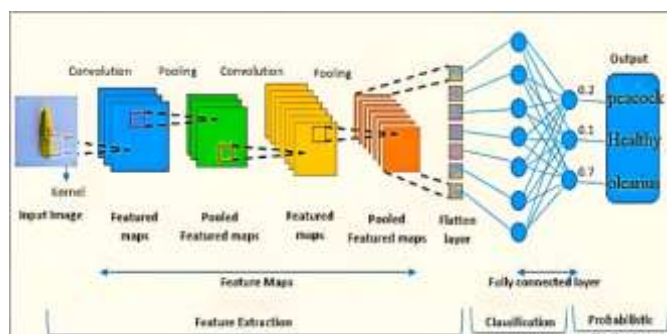 Convolution Pooling Convolution Pooling Output
0.2 peacock
0.1 Healthy
0.7 oleanus
Kernel
Input Image
Featured maps
Pooled Featured maps
Featured maps
Pooled Featured maps
Flatten layer
Feature Maps
Fully connected layer
Feature Extraction
Classification
Probabilistic